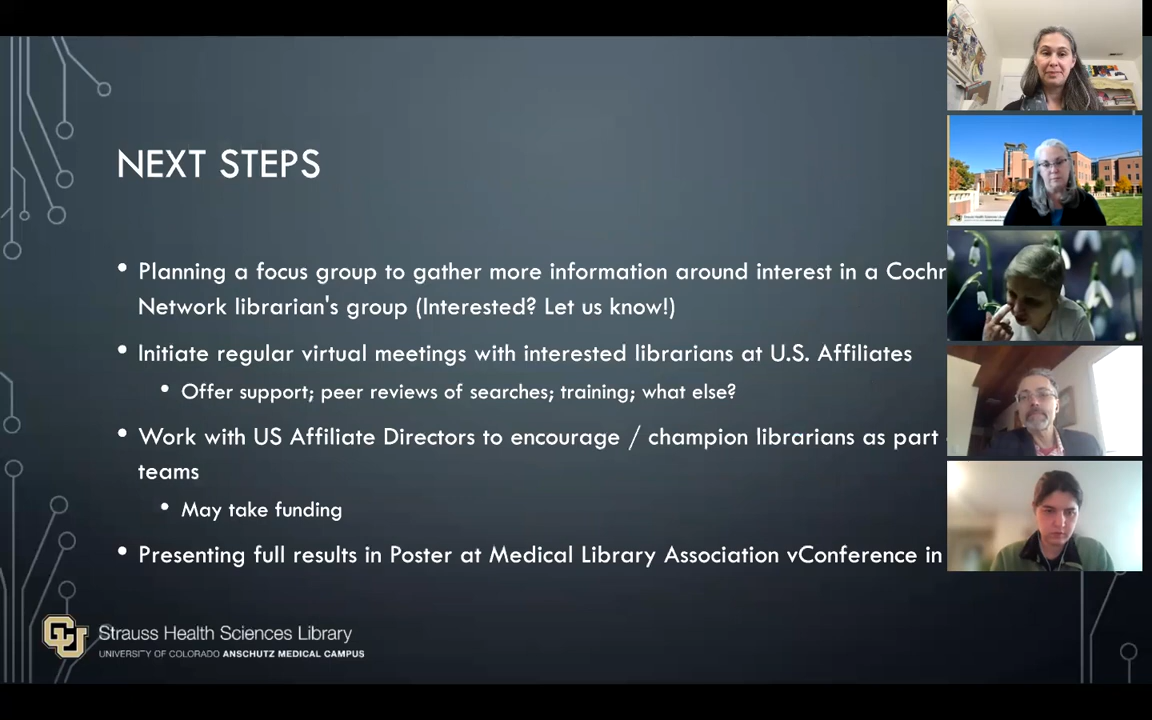 NEXT STEPS
• Planning a focus group to gather more information around interest in a
Network librarian's group (Interested? Let us know!)
• Initiate regular virtual meetings with interested librarians at U.S. Affiliates
• Offer support; peer reviews of searches; training; what else?
• Work with US Affiliate Directors to encourage / champion librarians as part
teams
• May take funding
• Presenting full results in Poster at Medical Library Association vConference in
CU Strauss Health Sciences Library
UNIVERSITY OF COLORADO ANSCHUTZ MEDICAL CAMPUS